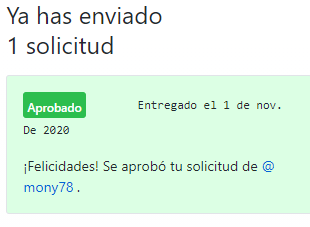 Ya has enviado
1 solicitud
Aprobado Entregado el 1 de nov.
De 2020
¡Felicidades! Se aprobó tu solicitud de @
mony78 .